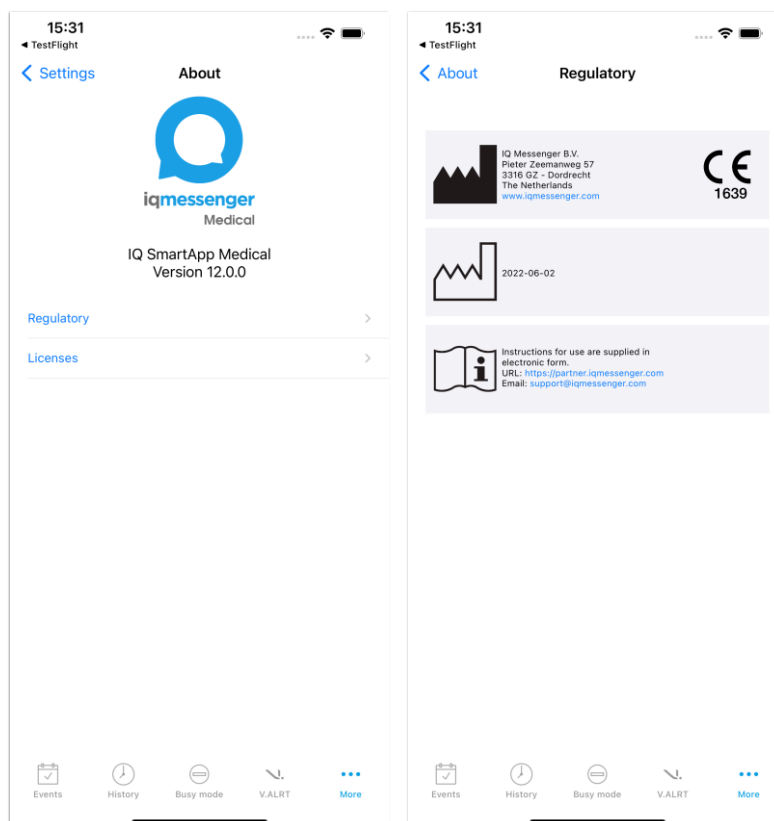 15:31
◄ TestFlight
Settings
About
iqmessenger
Medical
IQ SmartApp Medical
Version 12.0.0
Regulatory
Licenses
Events
History
Busy mode
V.
V.ALRT
More
15:31
◄ TestFlight
About
Regulatory
IQ Messenger B.V.
Pieter Zeemanweg 57
3316 GZ - Dordrecht
The Netherlands
www.iqmessenger.com
CE
1639
2022-06-02
i
Instructions for use are supplied in
electronic form.
URL: https://partner.iqmessenger.com
Email: support@iqmessenger.com
Events
History
Busy mode
V.
V.ALRT
More